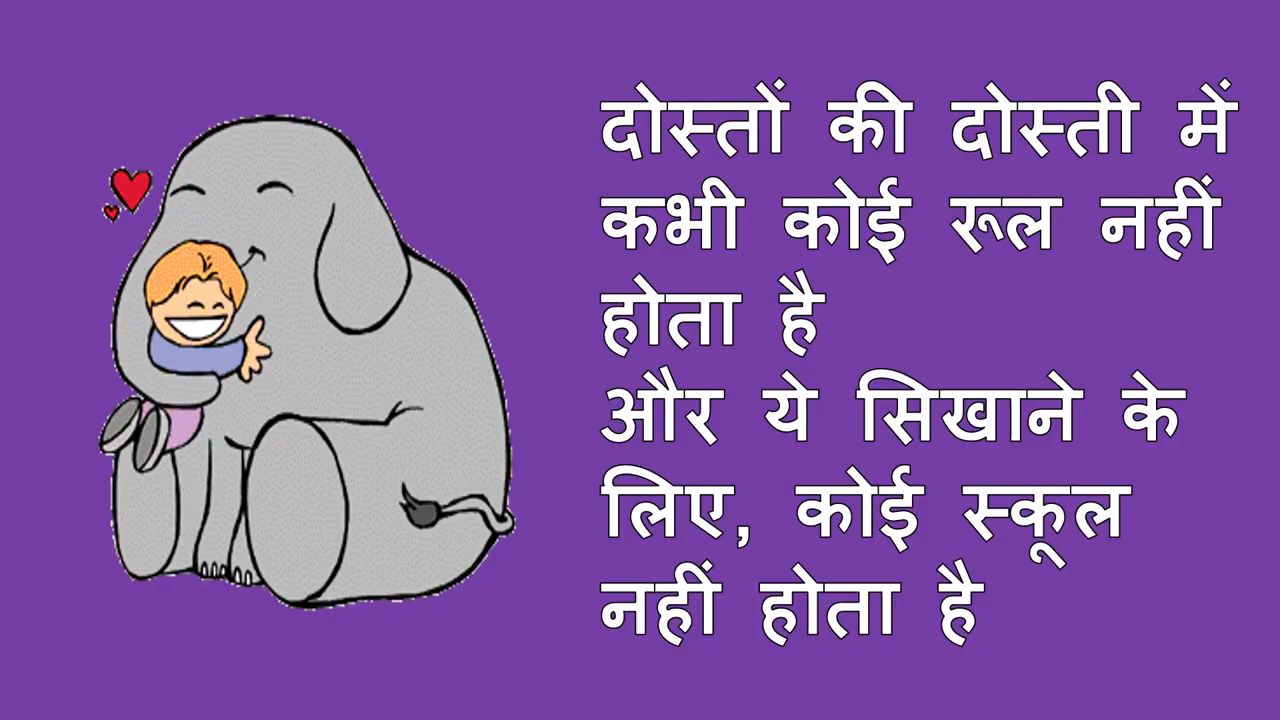 दोस्तों की दोस्ती में
कभी कोई रूल नहीं
होता है
और ये सिखाने के
लिए, कोई स्कूल
नहीं होता है